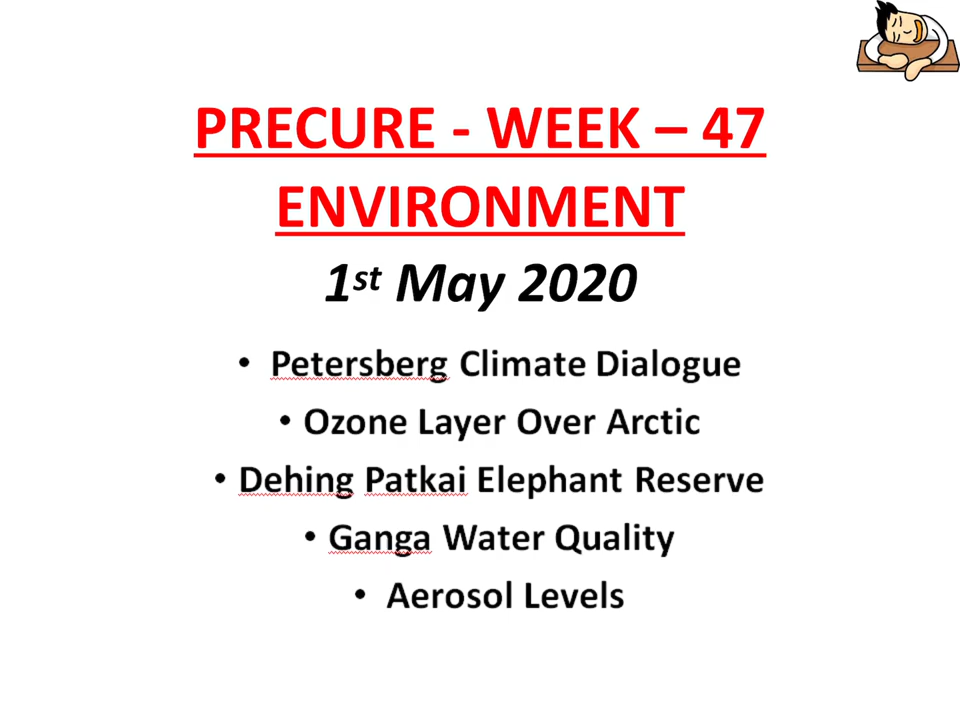 PRECURE - WEEK – 47
ENVIRONMENT
1st May 2020
• Petersberg Climate Dialogue
• Ozone Layer Over Arctic
• Dehing Patkai Elephant Reserve
• Ganga Water Quality
• Aerosol Levels